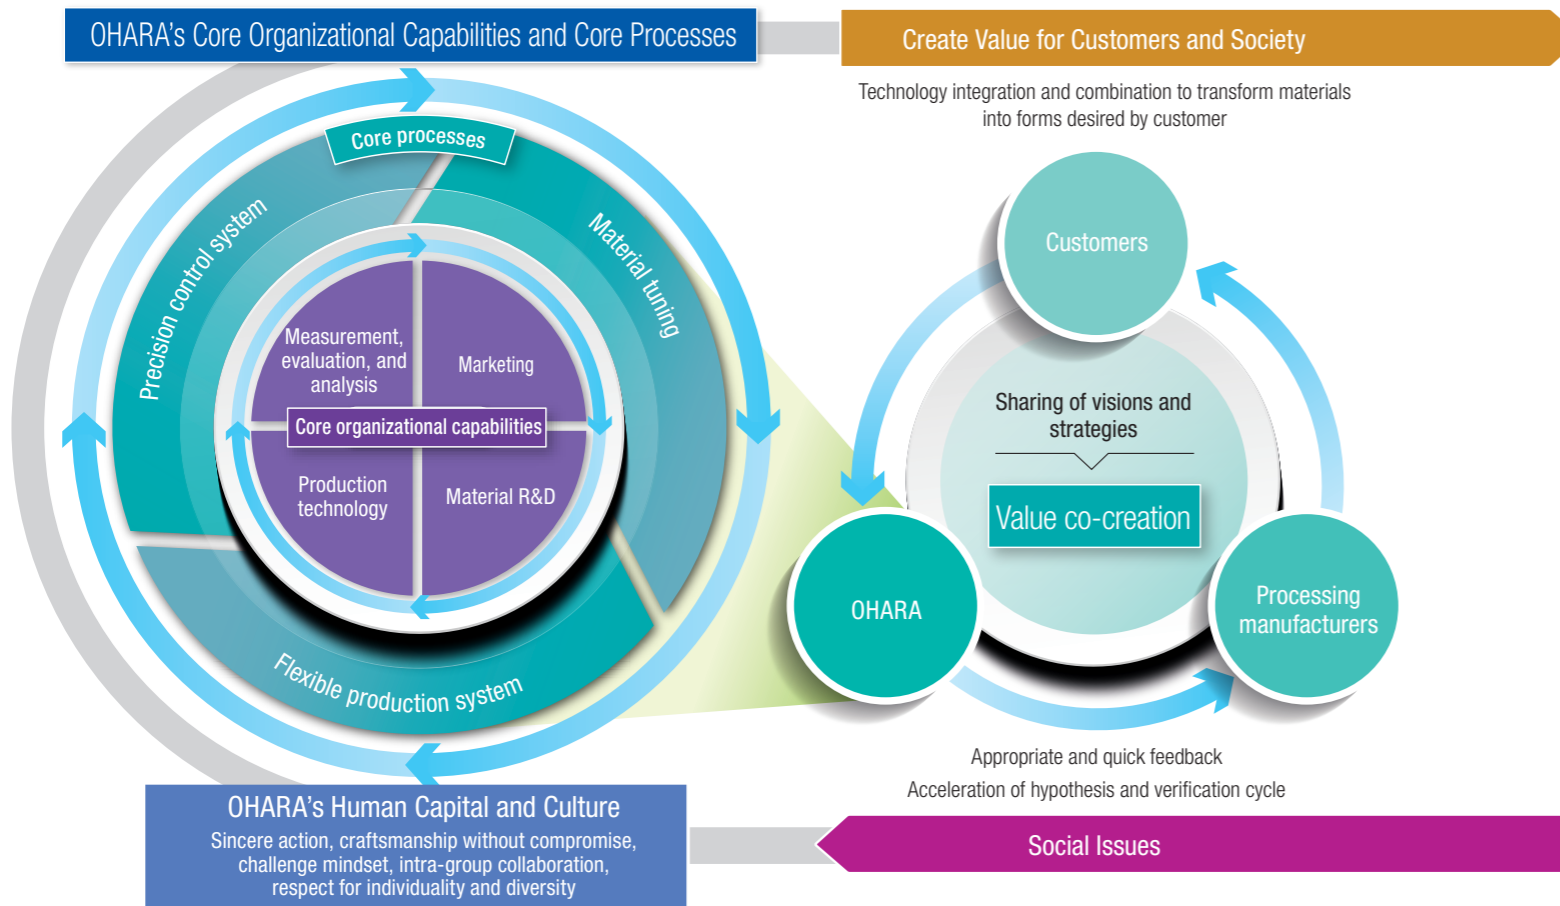 OHARA's Core Organizational Capabilities and Core Processes
Create Value for Customers and Society
Technology integration and combination to transform materials
into forms desired by customer
Core processes
Precision control system
Material tuning
Flexible production system
Measurement,
evaluation, and
analysis
Marketing
Core organizational capabilities
Production
technology
Material R&D
Customers
Sharing of visions and
strategies
Value co-creation
OHARA
Processing
manufacturers
Appropriate and quick feedback
Acceleration of hypothesis and verification cycle
OHARA's Human Capital and Culture
Sincere action, craftsmanship without compromise,
challenge mindset, intra-group collaboration,
respect for individuality and diversity
Social Issues